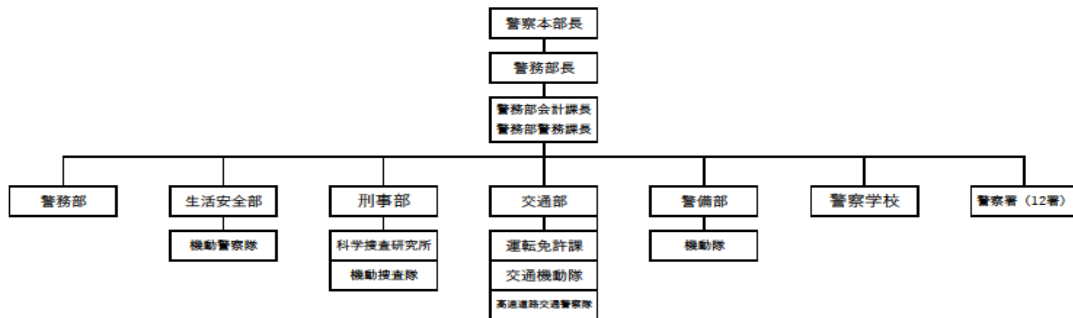 警察本部長
警務部長
警務部会計課長
警務部警務課長
警務部
生活安全部
刑事部
交通部
警備部
警察学校
警察署（12署）
機動警察隊
科学捜査研究所
運転免許課
機動隊
機動捜査隊
交通機動隊
高速道路交通警察隊